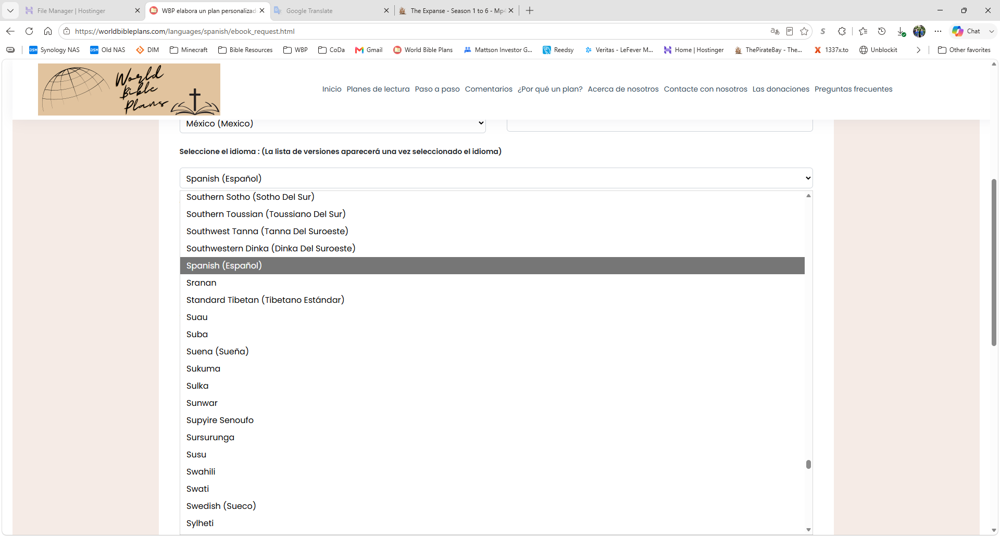 File Manager | Hostinger
WBP elabora un plan personalizad
Google Translate
The Expanse - Season 1 to 6 - Mp4
https://worldbibleplans.com/languages/spanish/ebook_request.html
Chat
Synology NAS
Old NAS
DIM
Minecraft
Bible Resources
WBP
CoDa
Gmail
World Bible Plans
Mattson Investor G...
Reedsy
Veritas - LeFever M...
Home | Hostinger
ThePirateBay - The...
1337x.to
Unblockit
Other favorites
World
Bible
Plans
Inicio
Planes de lectura
Paso a paso
Comentarios
¿Por qué un plan?
Acerca de nosotros
Contacte con nosotros
Las donaciones
Preguntas frecuentes
México (Mexico)
Seleccione el idioma : (La lista de versiones aparecerá una vez seleccionado el idioma)
Spanish (Español)
Southern Sotho (Sotho Del Sur)
Southern Toussian (Toussiano Del Sur)
Southwest Tanna (Tanna Del Suroeste)
Southwestern Dinka (Dinka Del Suroeste)
Spanish (Español)
Sranan
Standard Tibetan (Tibetano Estándar)
Suau
Suba
Suena (Sueña)
Sukuma
Sulka
Sunwar
Supyire Senoufo
Sursurunga
Susu
Swahili
Swati
Swedish (Sueco)
Sylheti